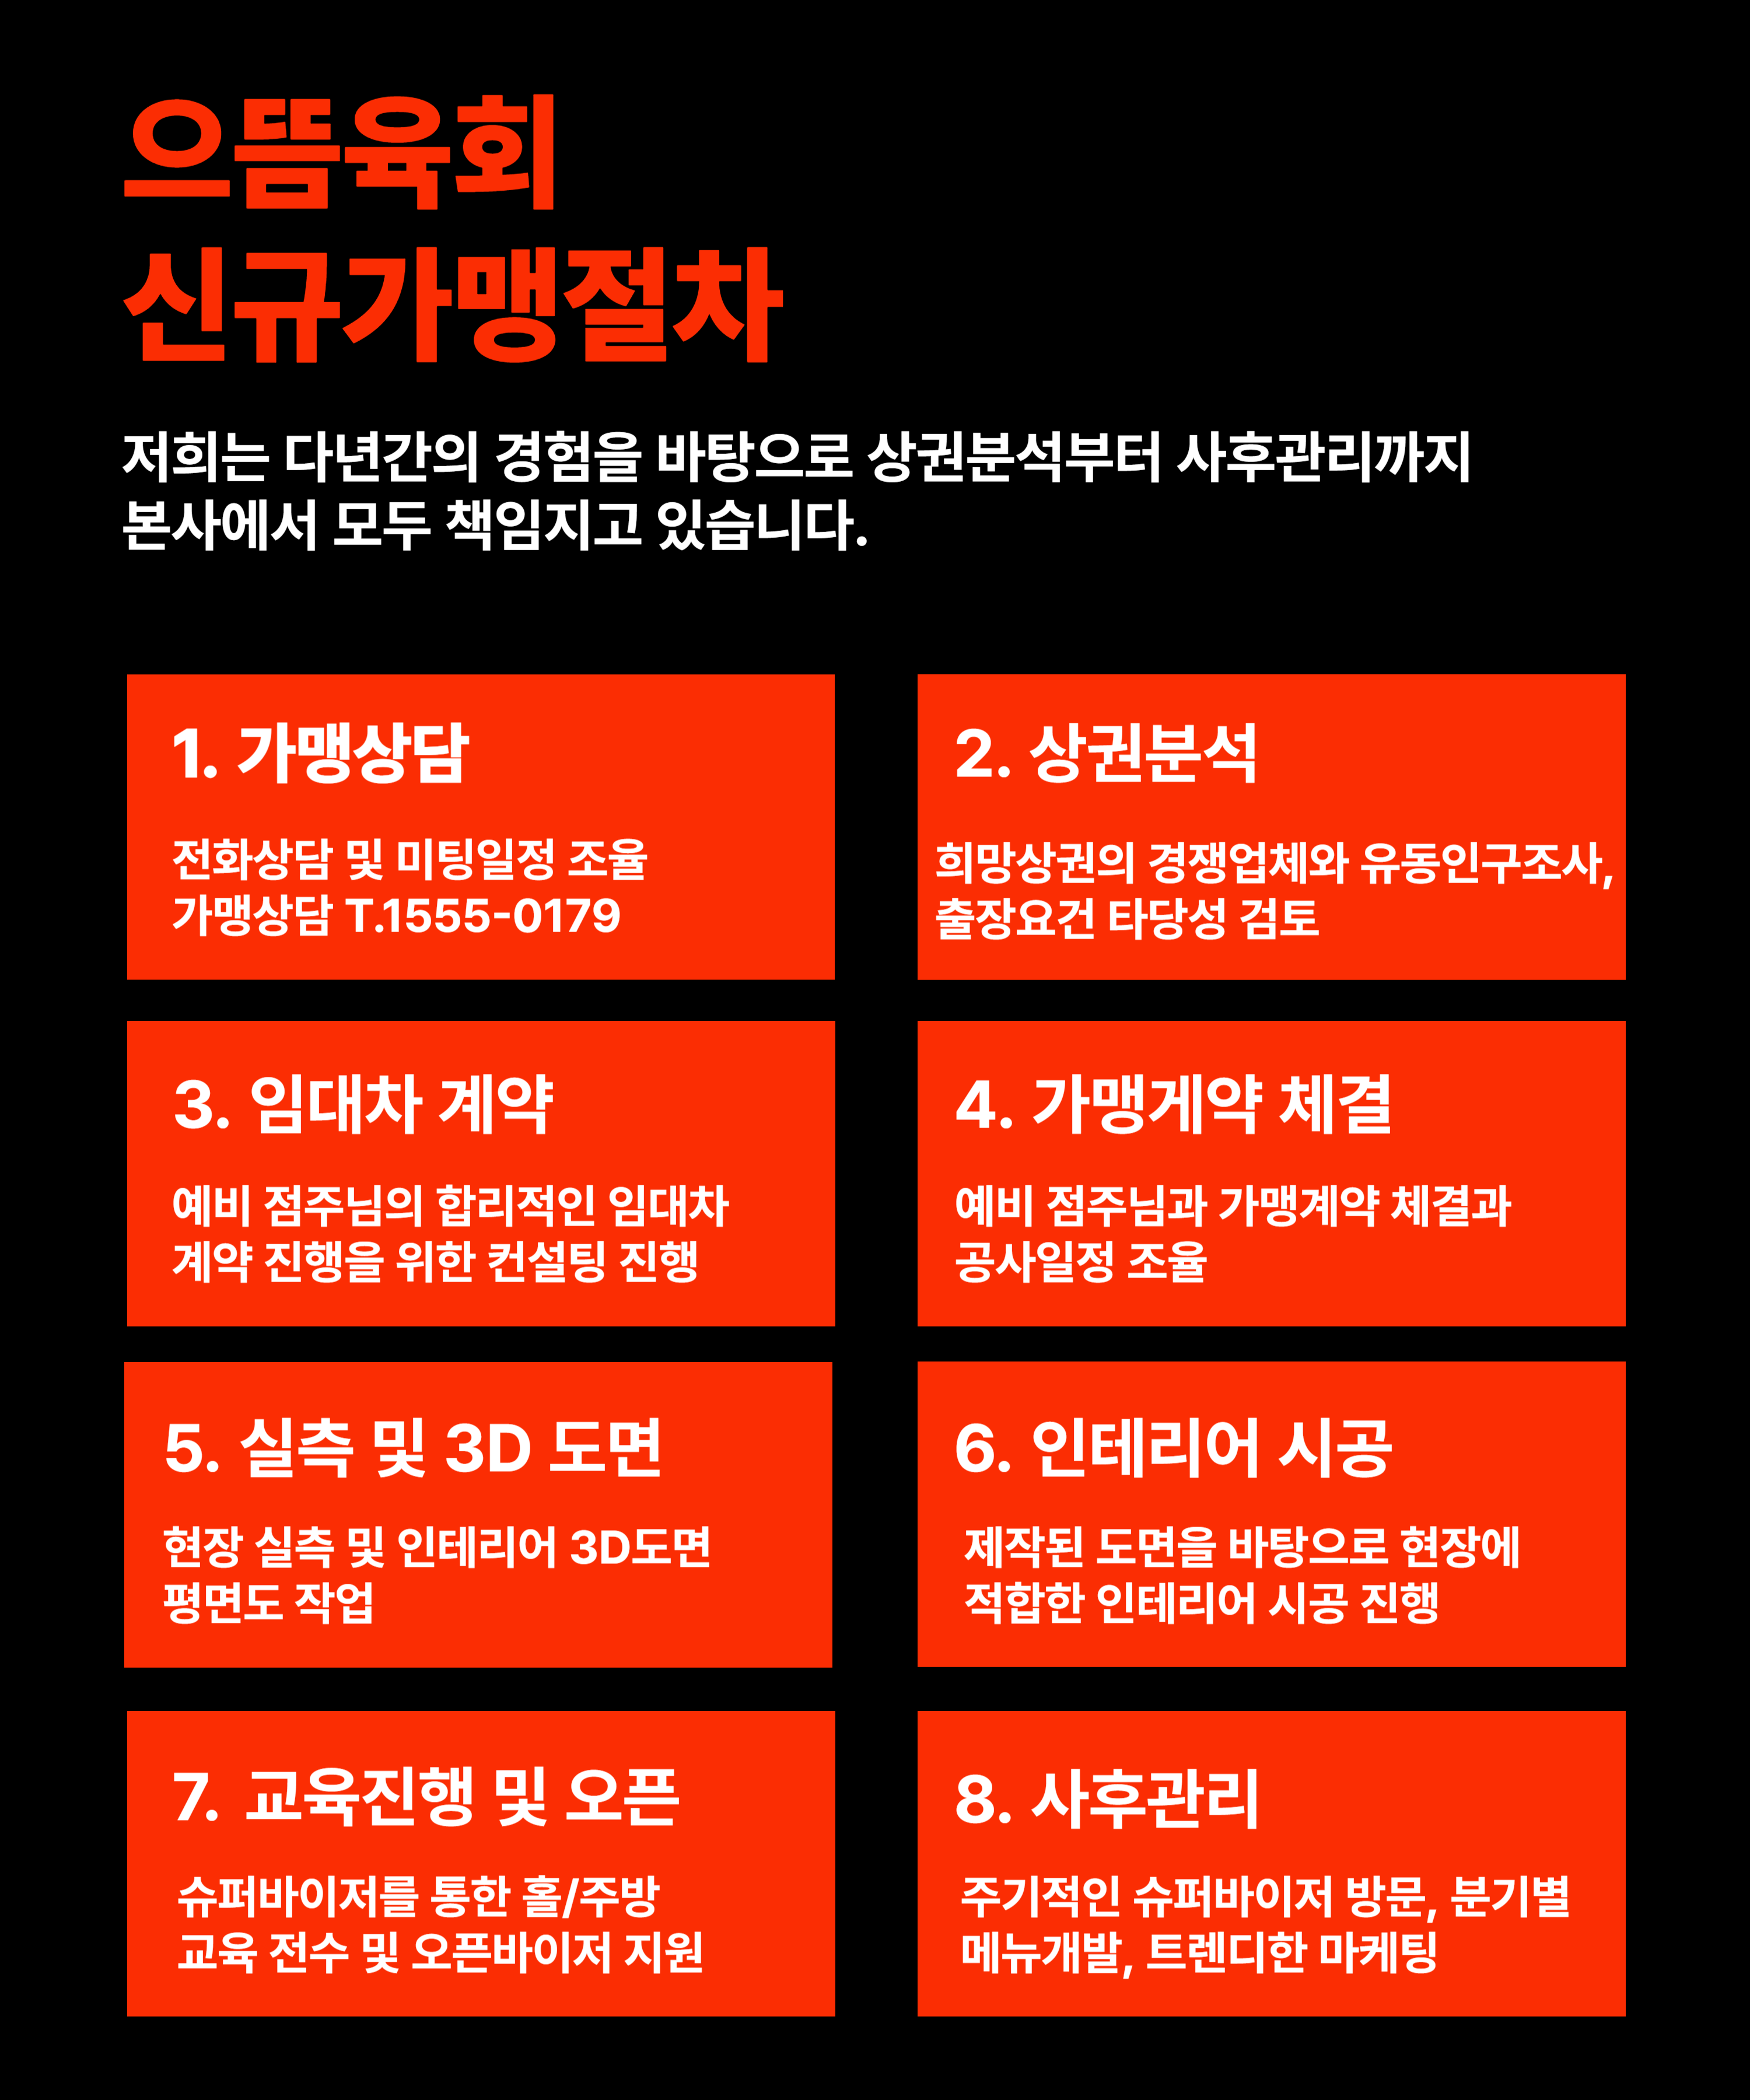 으뜸육회
신규가맹절차
저희는 다년간의 경험을 바탕으로 상권분석부터 사후관리까지
본사에서 모두 책임지고 있습니다.
1. 가맹상담
전화상담 및 미팅일정 조율
가맹상담 T.1555-0179
2. 상권분석
희망상권의 경쟁업체와 유동인구조사,
출장요건 타당성 검토
3. 임대차 계약
예비 점주님의 합리적인 임대차
계약 진행을 위한 컨설팅 진행
4. 가맹계약 체결
예비 점주님과 가맹계약 체결과
공사일정 조율
5. 실측 및 3D 도면
현장 실측 및 인테리어 3D도면
평면도 작업
6. 인테리어 시공
제작된 도면을 바탕으로 현장에
적합한 인테리어 시공 진행
7. 교육진행 및 오픈
슈퍼바이저를 통한 홀/주방
교육 전수 및 오픈바이저 지원
8. 사후관리
주기적인 슈퍼바이저 방문, 분기별
메뉴개발, 트렌디한 마케팅